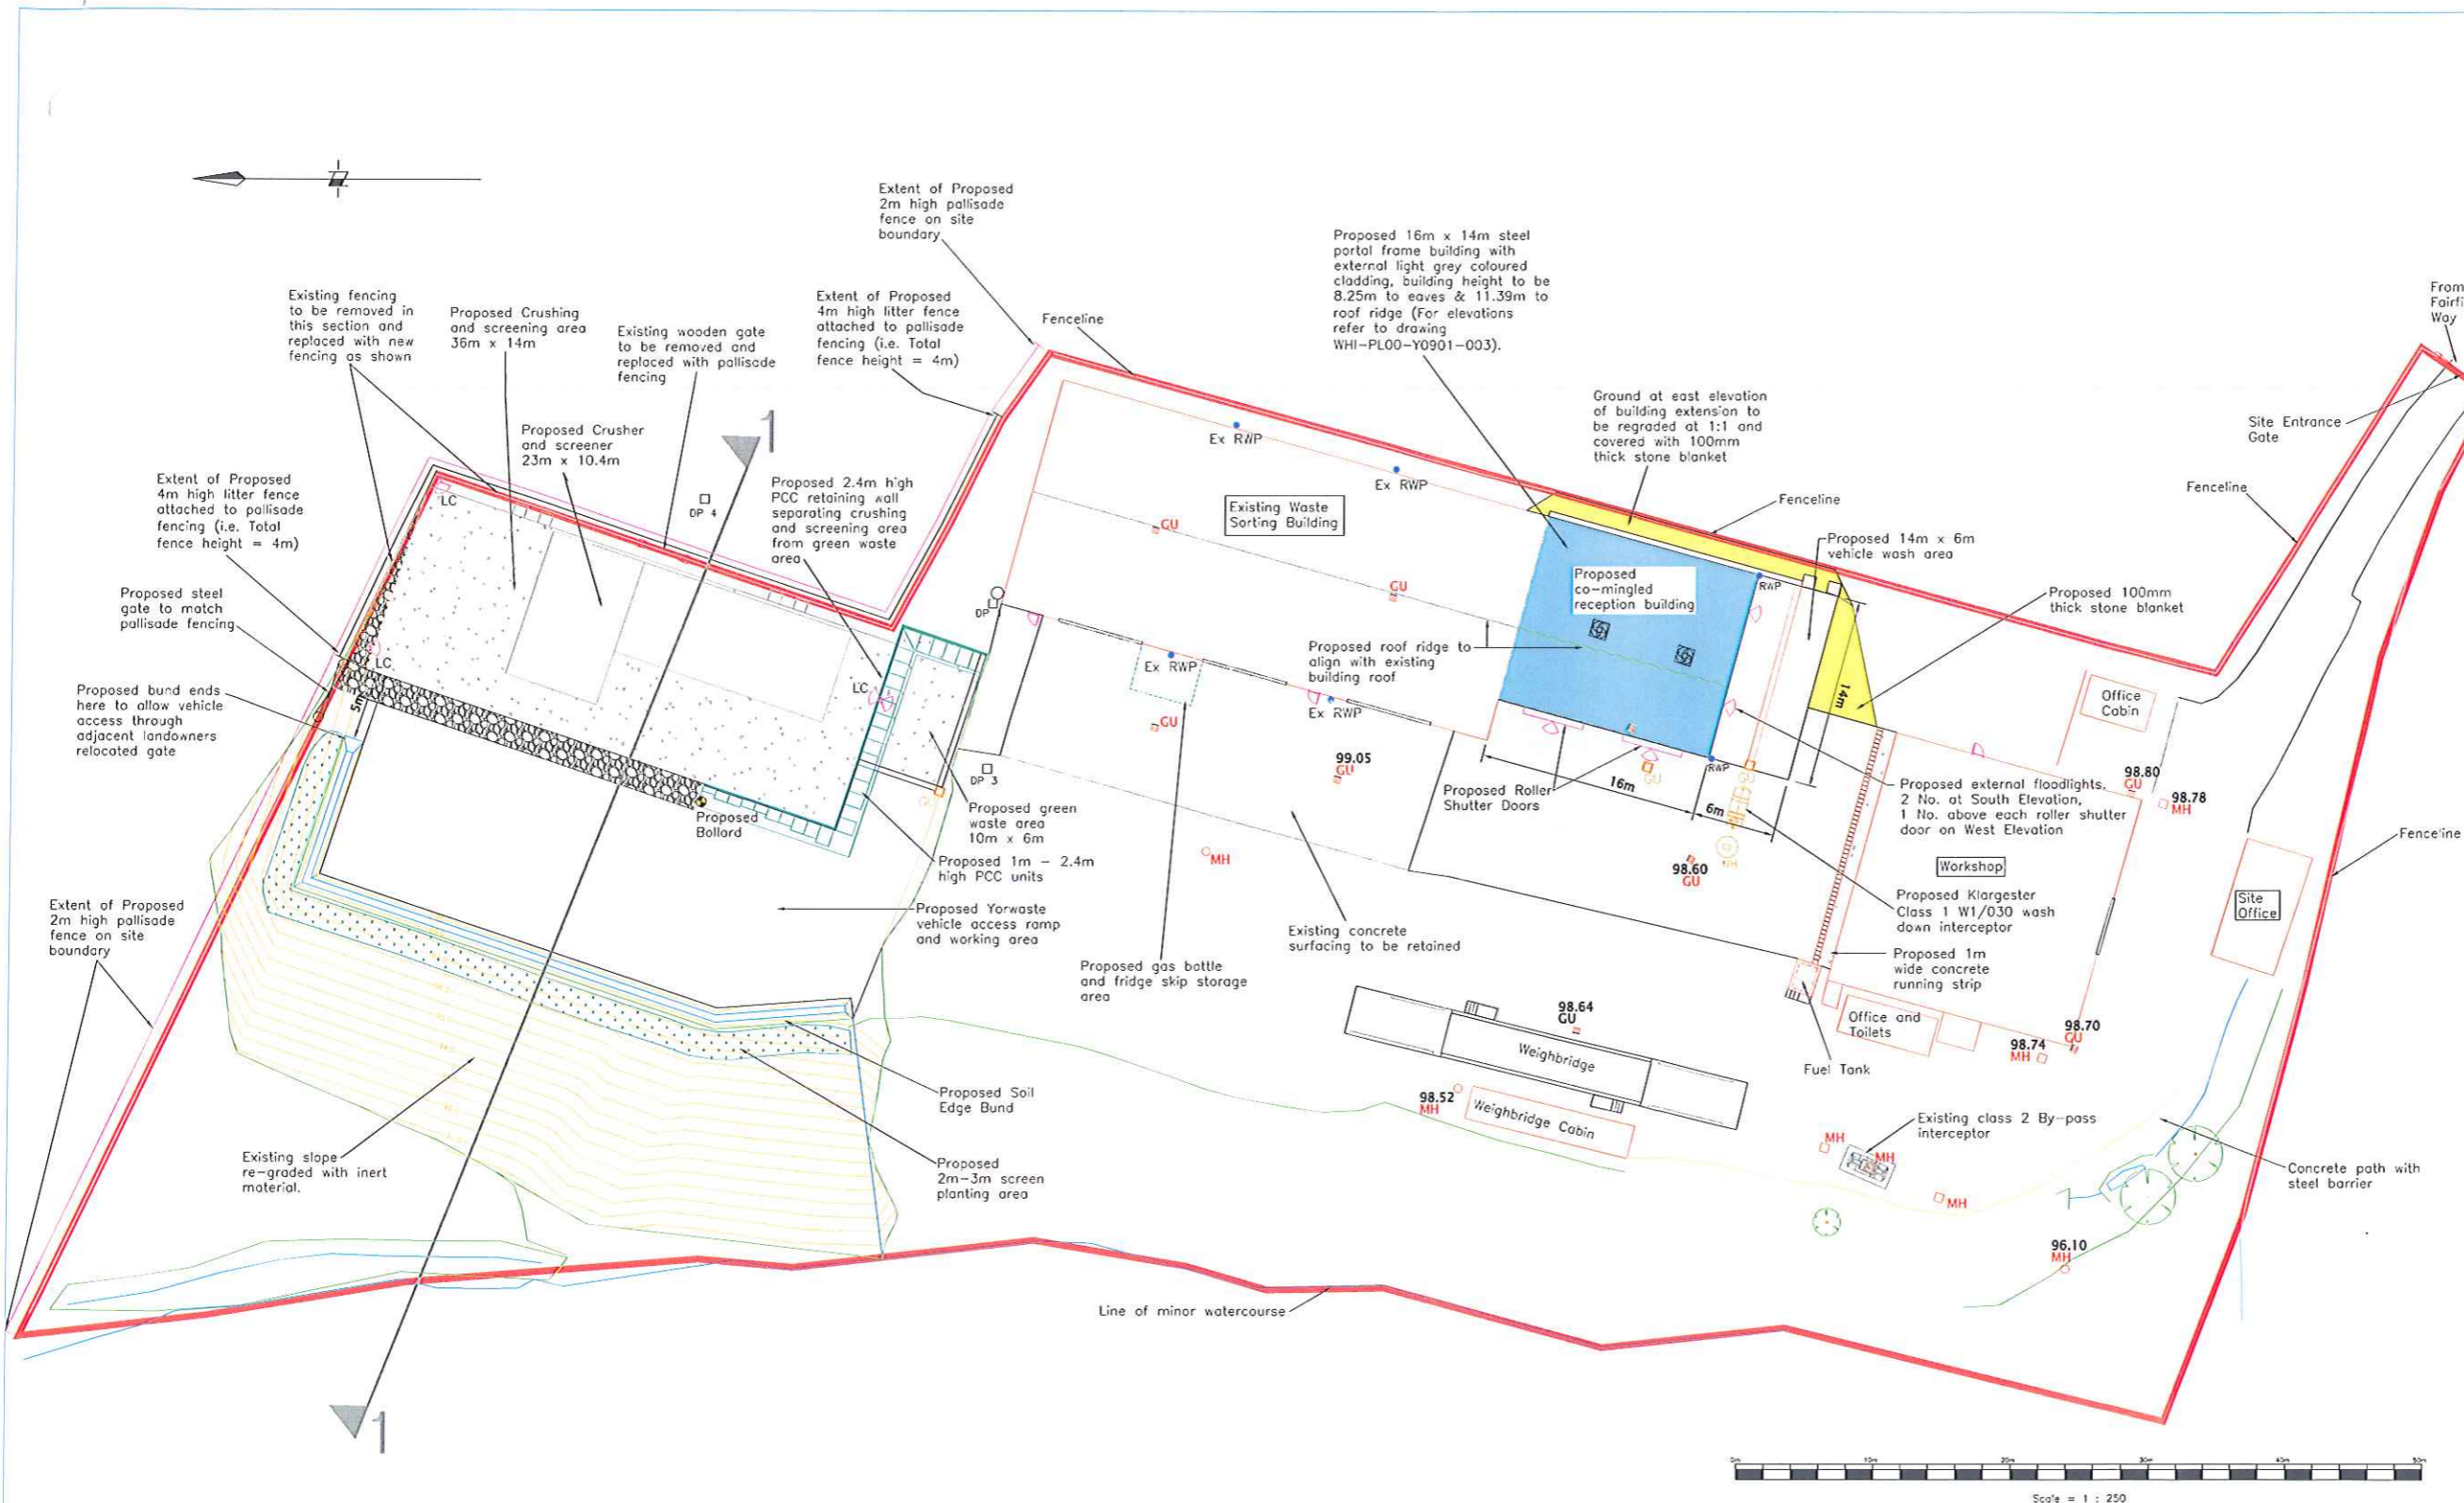 Extent of Proposed
2m high pallisade
fence on site
boundary
Proposed 16m x 14m steel
portal frame building with
external light grey coloured
cladding, building height to be
8.25m to eaves & 11.39m to
roof ridge (For elevations
refer to drawing
WHI-PL00-Y0901-003).
From
Fairfi
Way
Existing fencing
to be removed in
this section and
replaced with new
fencing as shown
Proposed Crushing
and screening area
36m x 14m
Existing wooden gate
to be removed and
replaced with pallisade
fencing
Extent of Proposed
4m high litter fence
attached to pallisade
fencing (i.e. Total
fence height = 4m)
Fenceline
Ground at east elevation
of building extension to
be regraded at 1:1 and
covered with 100mm
thick stone blanket
Site Entrance
Gate
Proposed Crusher
and screener
23m x 10.4m
1
Ex RWP
Ex RWP
Extent of Proposed
4m high litter fence
attached to pallisade
fencing (i.e. Total
fence height = 4m)
LC
DP 4
Proposed 2.4m high
PCC retaining wall
separating crushing
and screening area
from green waste
area
Existing Waste
Sorting Building
Fenceline
Fenceline
GU
Proposed 14m x 6m
vehicle wash area
Proposed steel
gate to match
pallisade fencing
DP 1
GU
Proposed
co-mingled
reception building
RWP
Proposed 100mm
thick stone blanket
LC
Ex RWP
Proposed roof ridge to
align with existing
building roof
LC
Proposed bund ends
here to allow vehicle
access through
adjacent landowners
relocated gate
5m
GU
Ex RWP
14m
Office
Cabin
DP 3
99.05
GU
RWP
GU
GU
Proposed Roller
Shutter Doors
16m
6m
Proposed external floodlights.
2 No. at South Elevation,
1 No. above each roller shutter
door on West Elevation
98.80
GU
98.78
MH
Proposed
Bollard
Proposed green
waste area
10m x 6m
Fenceline
MH
MH
98.60
GU
Workshop
Proposed 1m - 2.4m
high PCC units
Proposed Klargester
Class 1 W1/030 wash
down interceptor
Site
Office
Extent of Proposed
2m high pallisade
fence on site
boundary
Proposed Yorwaste
vehicle access ramp
and working area
Existing concrete
surfacing to be retained
Proposed 1m
wide concrete
running strip
Proposed gas bottle
and fridge skip storage
area
98.64
GU
Office and
Toilets
98.70
GU
98.74
MH
Weighbridge
Fuel Tank
Proposed Soil
Edge Bund
98.52
MH
Weighbridge Cabin
Existing class 2 By-pass
interceptor
MH
MH
Existing slope
re-graded with inert
material.
Proposed
2m-3m screen
planting area
Concrete path with
steel barrier
MH
96.10
MH
Line of minor watercourse
1
0m 10m 20m 30m 40m 50m
Scale = 1 : 250